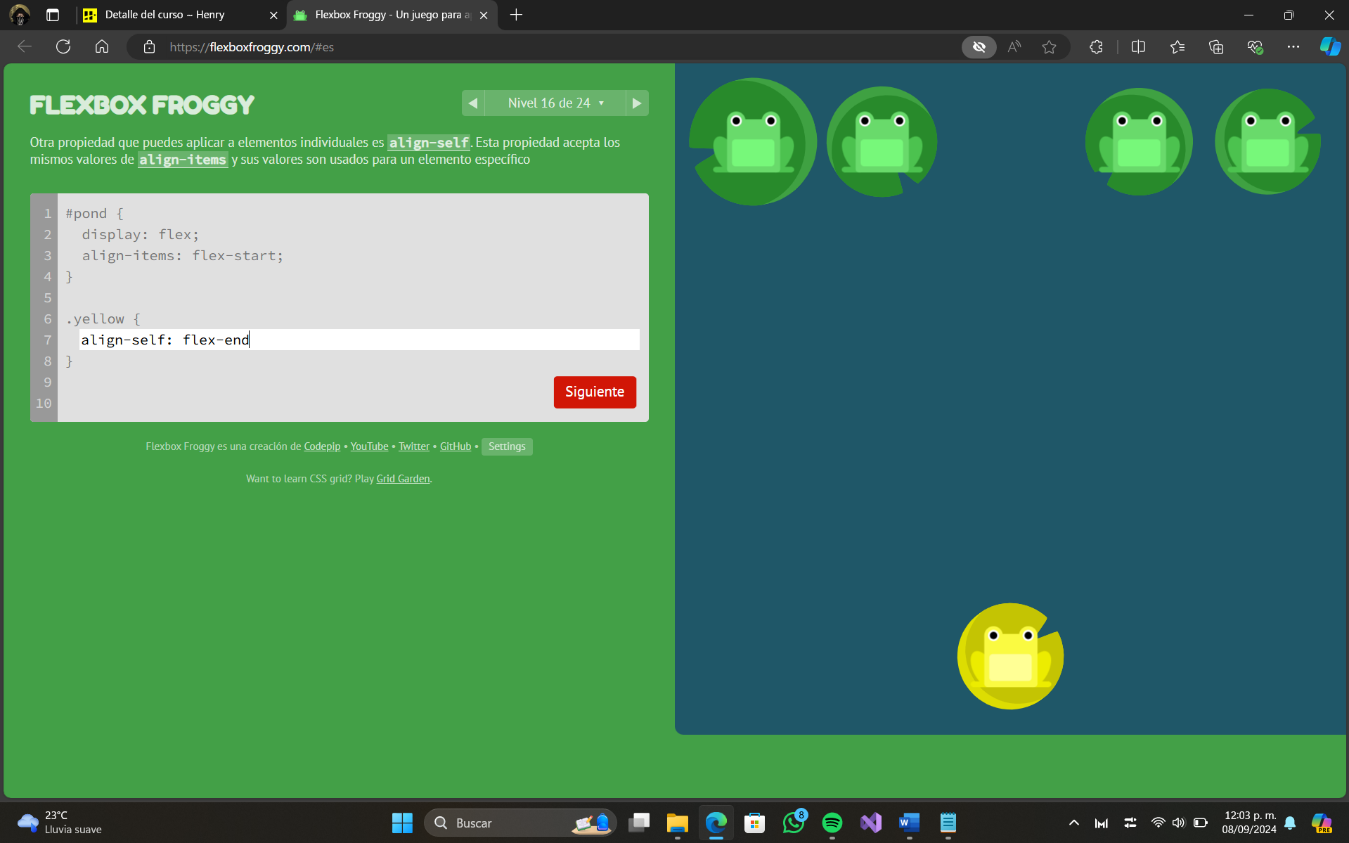 Detalle del curso – Henry
Flexbox Froggy - Un juego para a
https://flexboxfroggy.com/#es
FLEXBOX FROGGY
Nivel 16 de 24
Otra propiedad que puedes aplicar a elementos individuales es align-self. Esta propiedad acepta los
mismos valores de align-items y sus valores son usados para un elemento específico
1 #pond {
2 display: flex;
3 align-items: flex-start;
4 }
5
6 .yellow {
7 align-self: flex-end
8 }
9
10
Siguiente
Flexbox Froggy es una creación de Codepip • YouTube • Twitter • GitHub • Settings
Want to learn CSS grid? Play Grid Garden.
23°C
Lluvia suave
Buscar
8
12:03 p. m.
08/09/2024
PRE